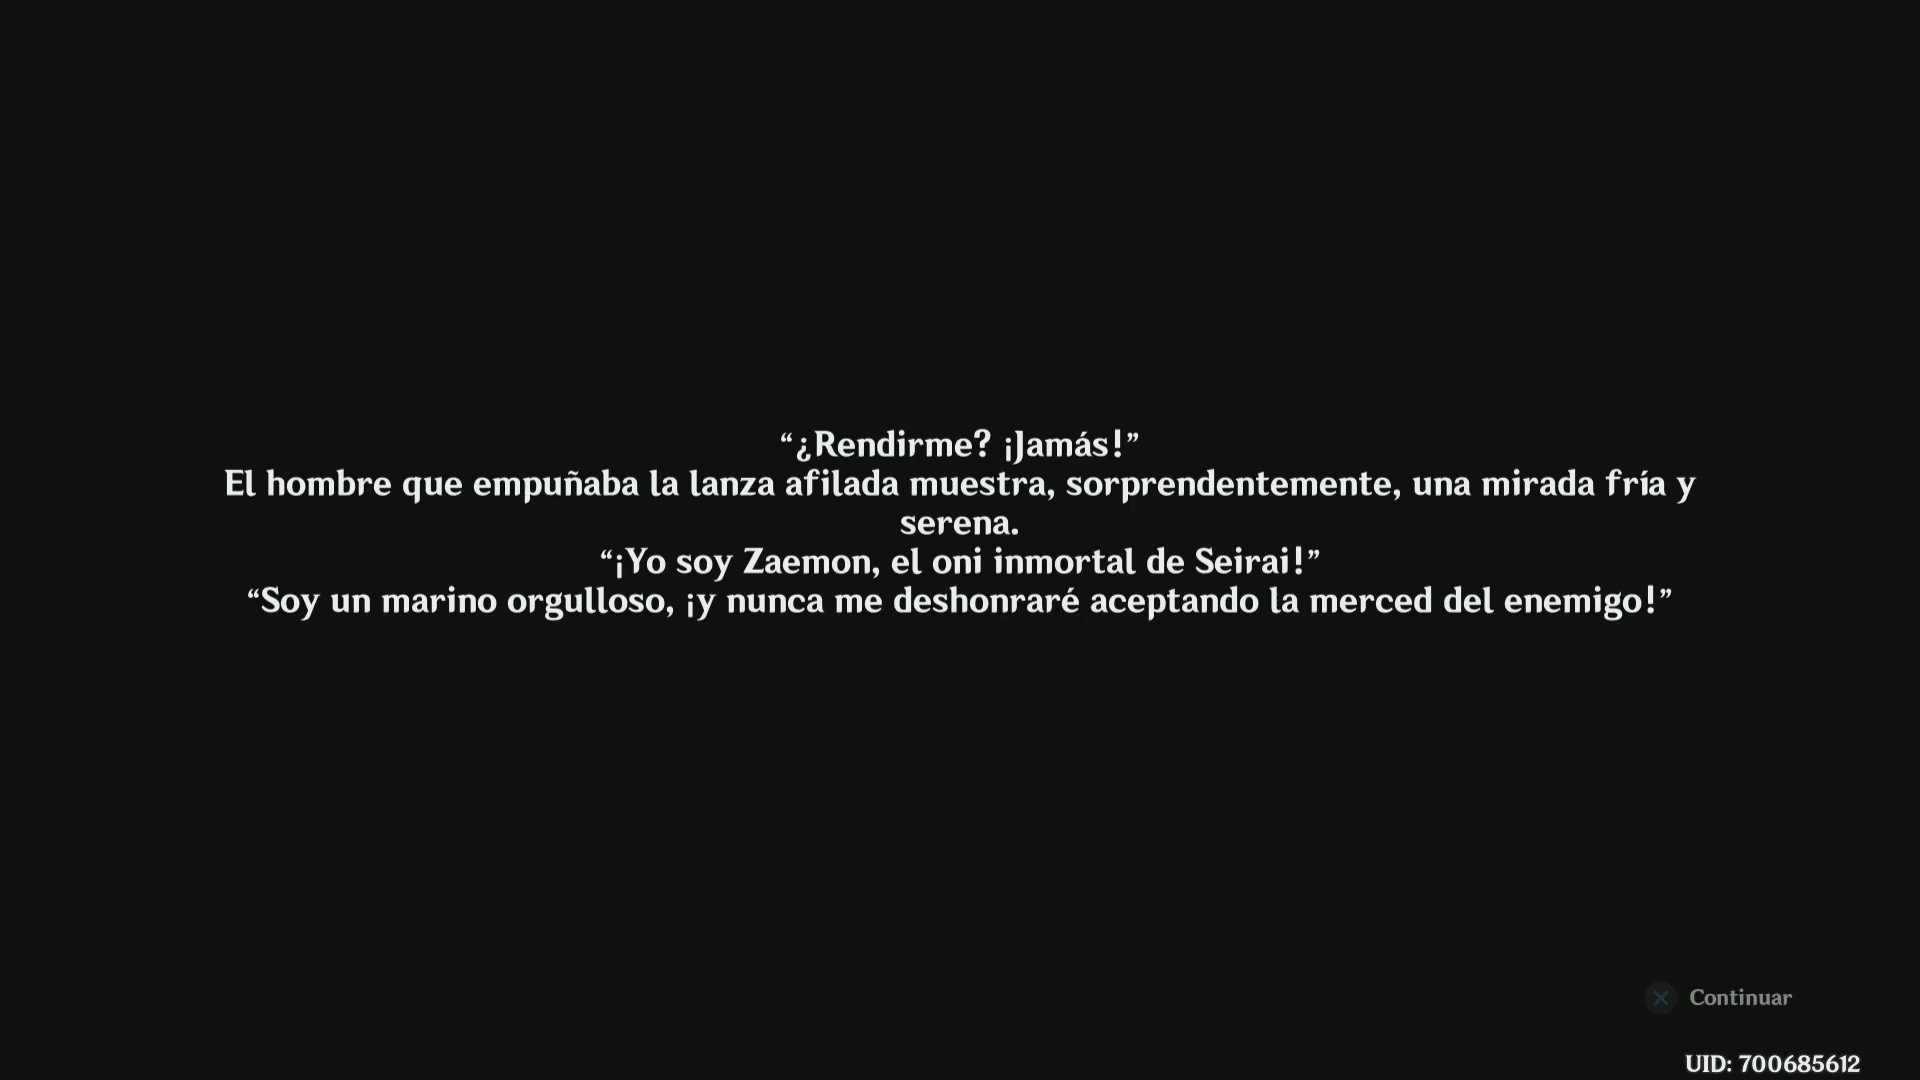 “¿Rendirme? ¡Jamás!”
El hombre que empuñaba la lanza afilada muestra, sorprendentemente, una mirada fría y
serena.
“¡Yo soy Zaemon, el oni inmortal de Seirai!”
“Soy un marino orgulloso, ¡y nunca me deshonraré aceptando la merced del enemigo!”
Continuar
UID: 700685612